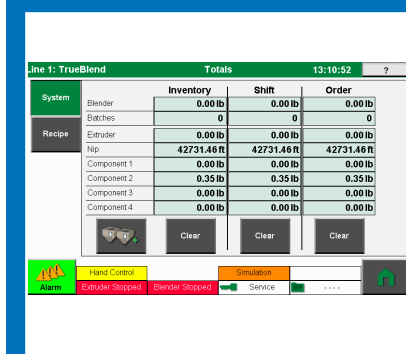 Line 1: TrueBlend Totals 13:10:52 ?
System
Inventory Shift Order
Blender 0.00 lb 0.00 lb 0.00 lb
Batches 0 0 0
Recipe
Extruder 0.00 lb 0.00 lb 0.00 lb
Nip 42731.46 ft 42731.46 ft 42731.46 ft
Component 1 0.00 lb 0.00 lb 0.00 lb
Component 2 0.35 lb 0.35 lb 0.35 lb
Component 3 0.00 lb 0.00 lb 0.00 lb
Component 4 0.00 lb 0.00 lb 0.00 lb
Clear Clear Clear
Hand Control Simulation
Alarm Extruder Stopped Blender Stopped Service - - - -